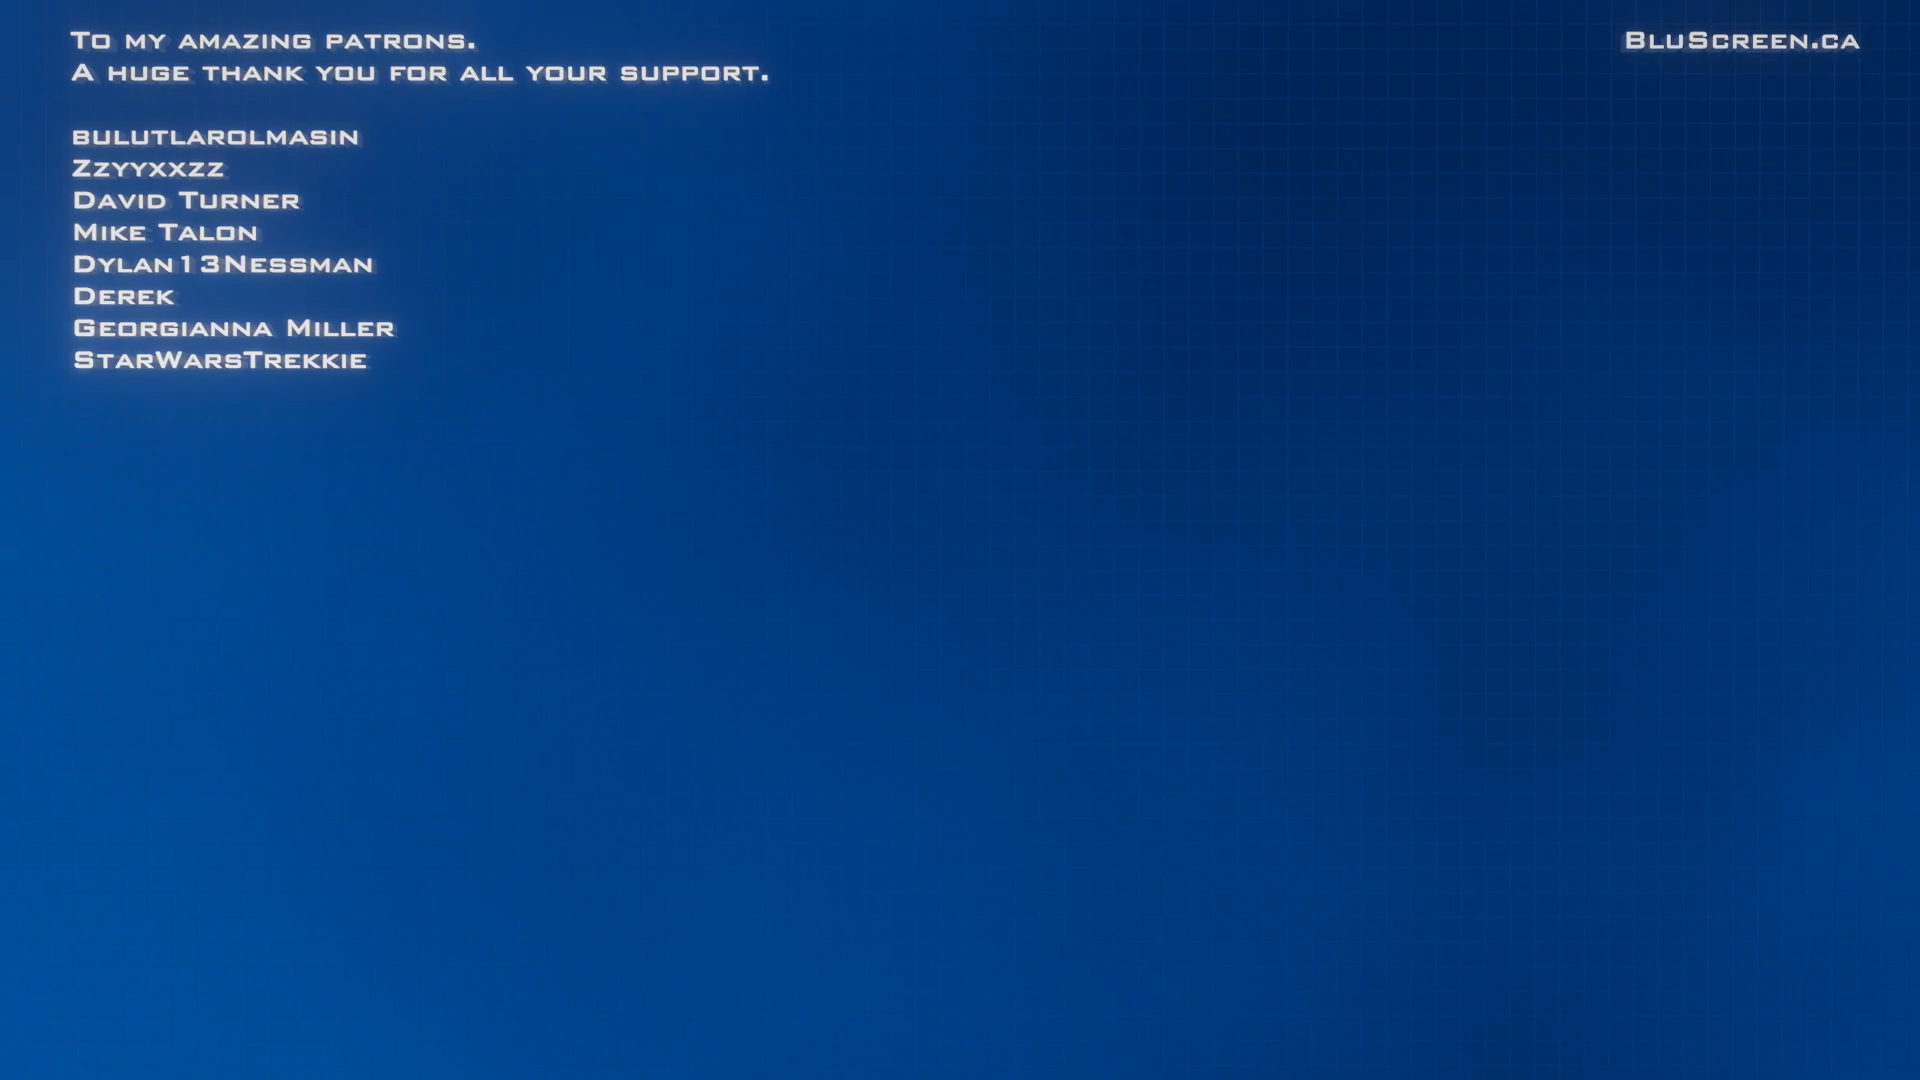 To my amazing patrons.
A huge thank you for all your support.
BluScreen.ca
bulutlarolmasin
Zzyyxxzz
David Turner
Mike Talon
Dylan13Nessman
Derek
Georgianna Miller
StarWarsTrekkie